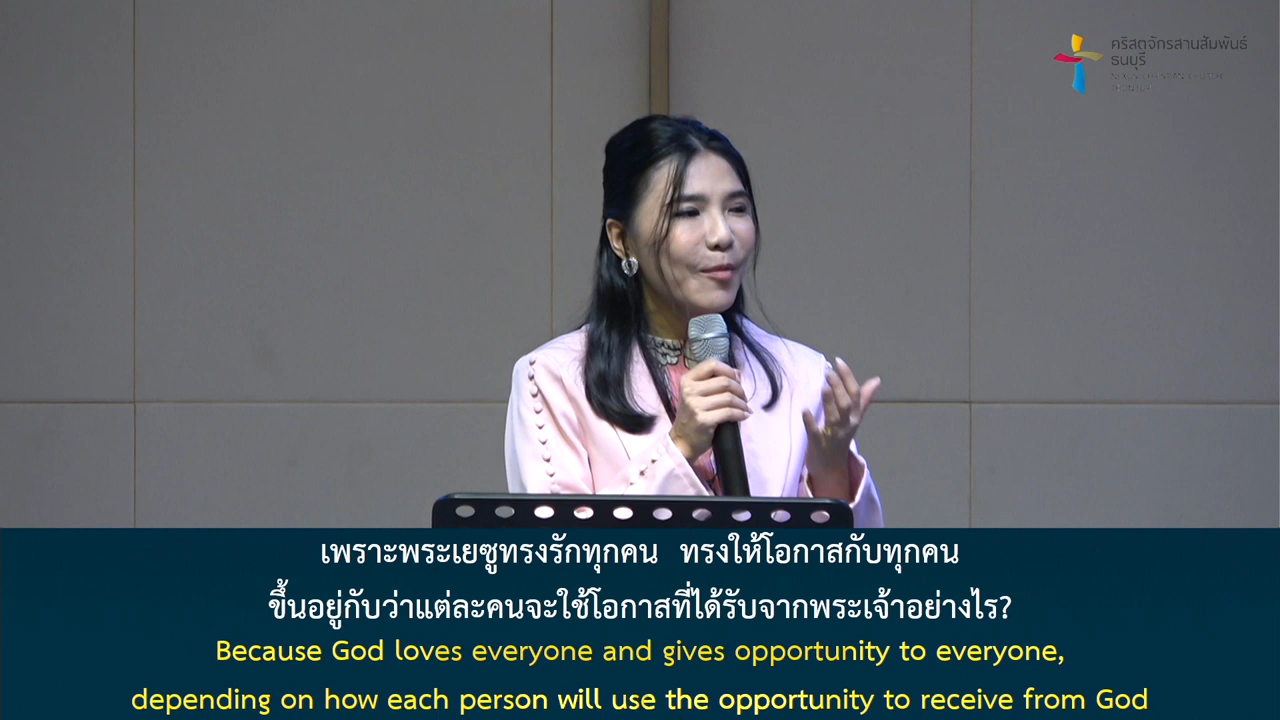 คริสตจักรสานสัมพันธ์
ธนบุรี
เพราะพระเยซูทรงรักทุกคน ทรงให้โอกาสกับทุกคน
ขึ้นอยู่กับว่าแต่ละคนจะใช้โอกาสที่ได้รับจากพระเจ้าอย่างไร?
Because God loves everyone and gives opportunity to everyone,
depending on how each person will use the opportunity to receive from God